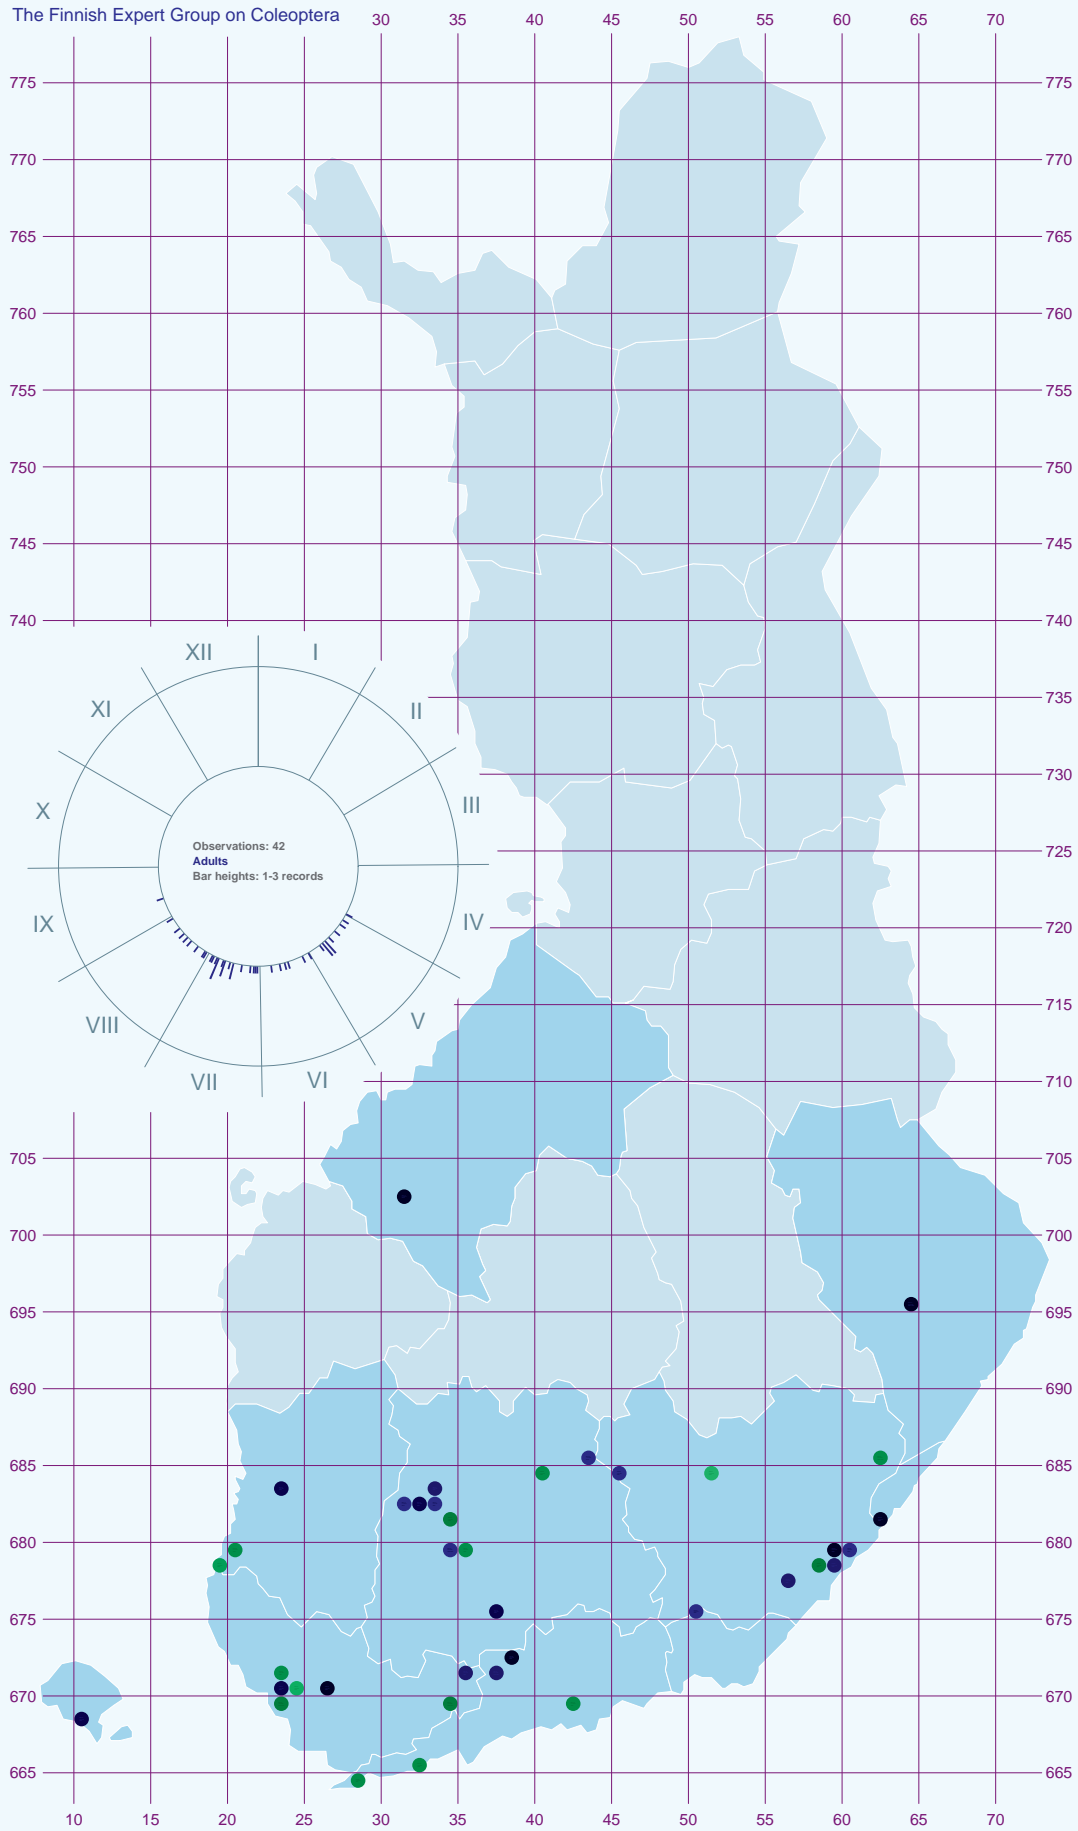 The Finnish Expert Group on Coleoptera
30 35 40 45 50 55 60 65 70
775 775
770 770
765 765
760 760
755 755
750 750
745 745
740 740
XII I
XI II
735
730
X III
725
Observations: 42
Adults
Bar heights: 1-3 records
IX IV
720
715
VIII V
VII VI
710
705 705
700 700
695 695
690 690
685 685
680 680
675 675
670 670
665 665
10 15 20 25 30 35 40 45 50 55 60 65 70